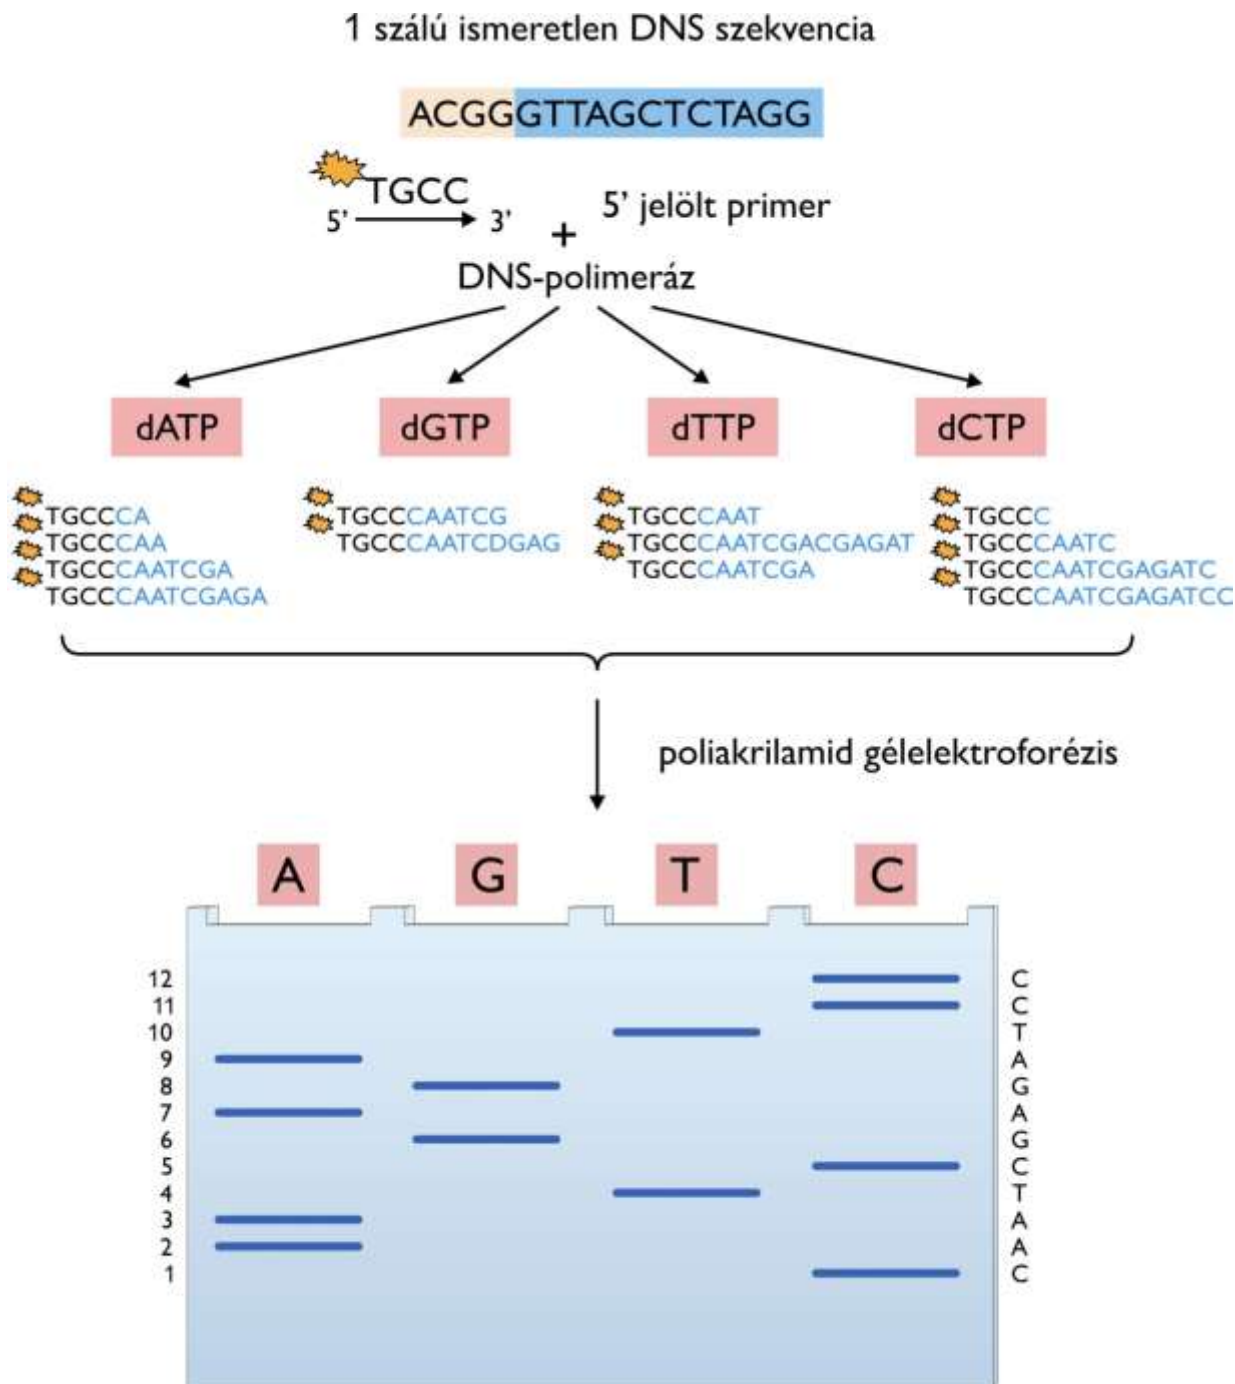 1 szálú ismeretlen DNS szekvencia
ACGGGTTAGCTCTAGG
TGCC
5' 3'
+
5' jelölt primer
DNS-polimeráz
dATP dGTP dTTP dCTP
TGCCCA
TGCCCAA
TGCCCAATCGA
TGCCCAATCGAGA
TGCCCAATCG
TGCCCAATCDGAG
TGCCCAAT
TGCCCAATCGACGAGAT
TGCCCAATCGA
TGCCC
TGCCCAATC
TGCCCAATCGAGATC
TGCCCAATCGAGATCC
poliakrilamid gélelektroforézis
A G T C
12 C
11 C
10 T
9 A
8 G
7 A
6 G
5 C
4 T
3 A
2 A
1 C